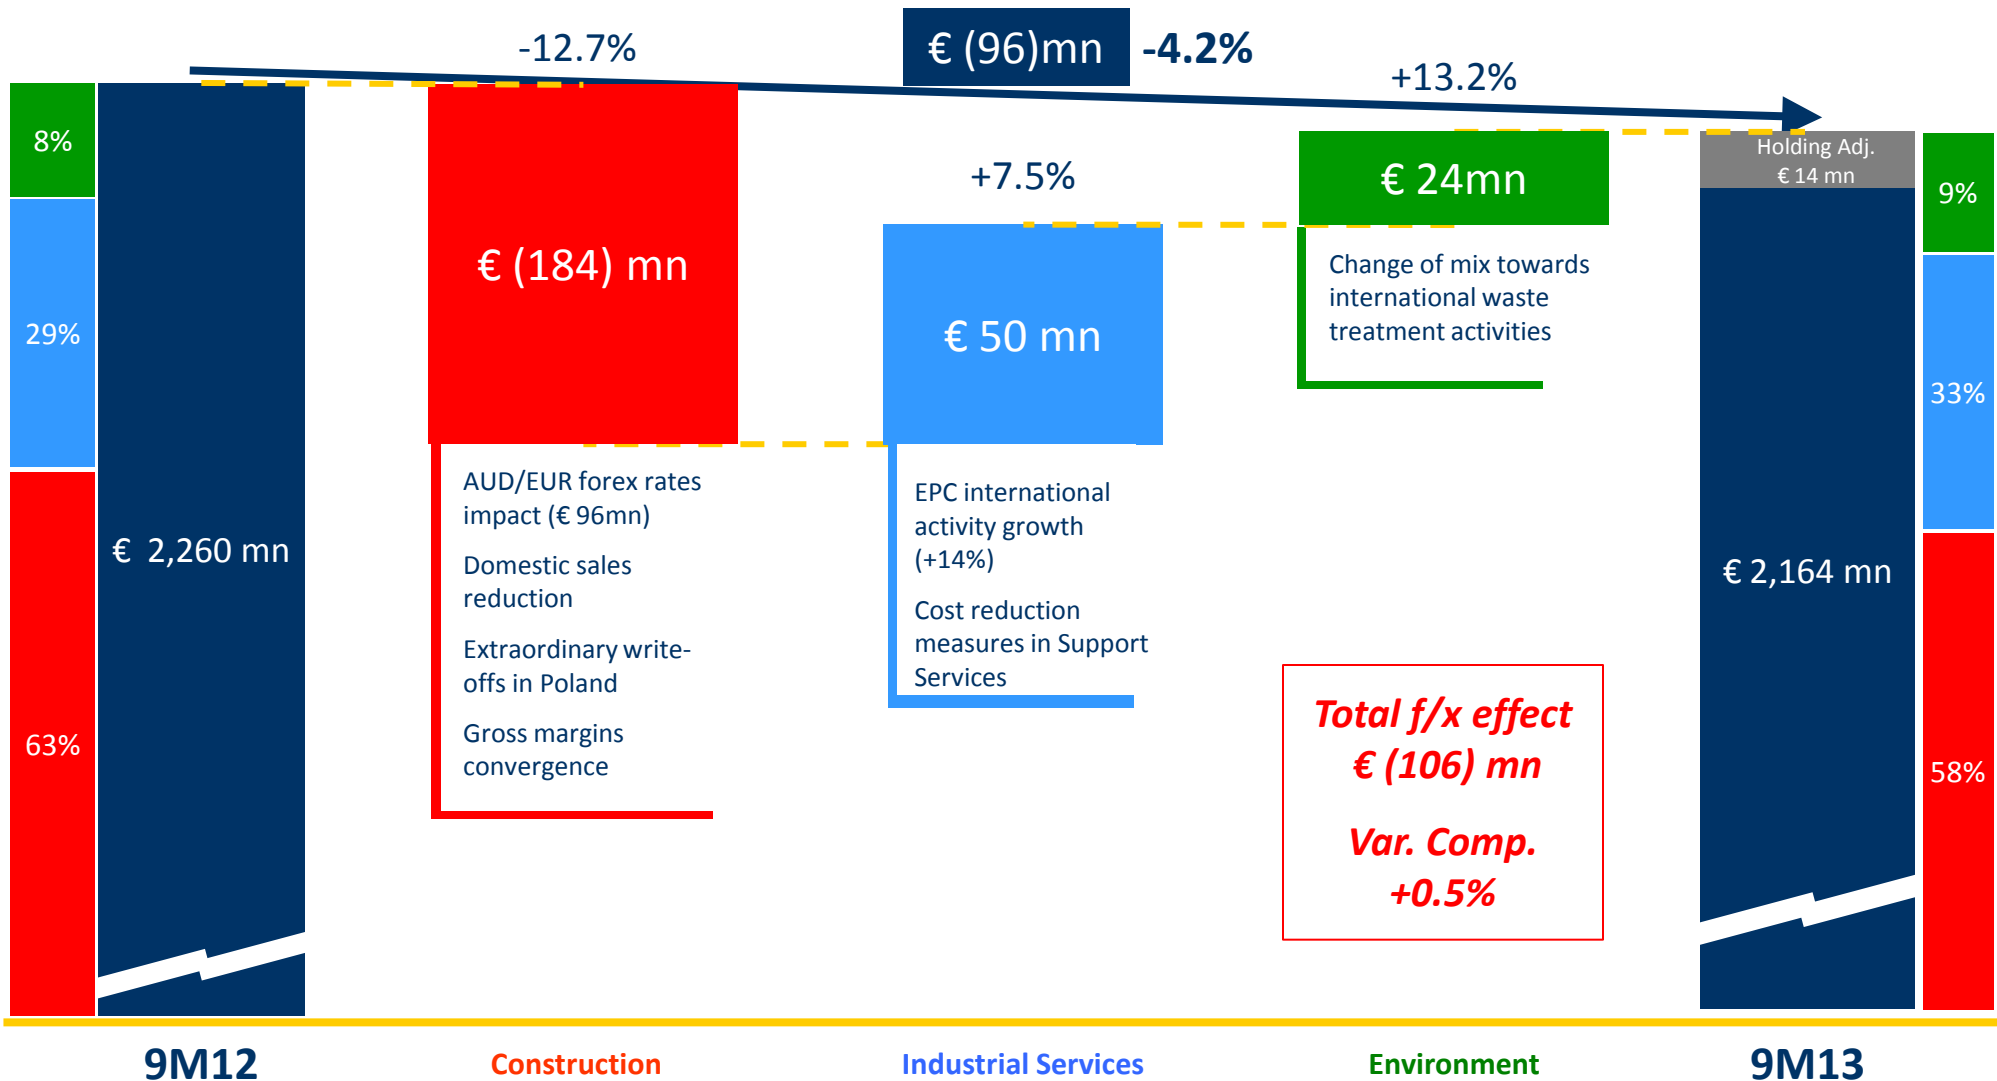 € (96)mn -4.2%
-12.7%
+7.5%
+13.2%
8%
29%
63%
€ 2,260 mn
€ (184) mn
AUD/EUR forex rates
impact (€ 96mn)
Domestic sales
reduction
Extraordinary write-
offs in Poland
Gross margins
convergence
€ 50 mn
EPC international
activity growth
(+14%)
Cost reduction
measures in Support
Services
€ 24mn
Change of mix towards
international waste
treatment activities
Total f/x effect
€ (106) mn
Var. Comp.
+0.5%
Holding Adj.
€ 14 mn
€ 2,164 mn
9%
33%
58%
9M12
Construction
Industrial Services
Environment
9M13